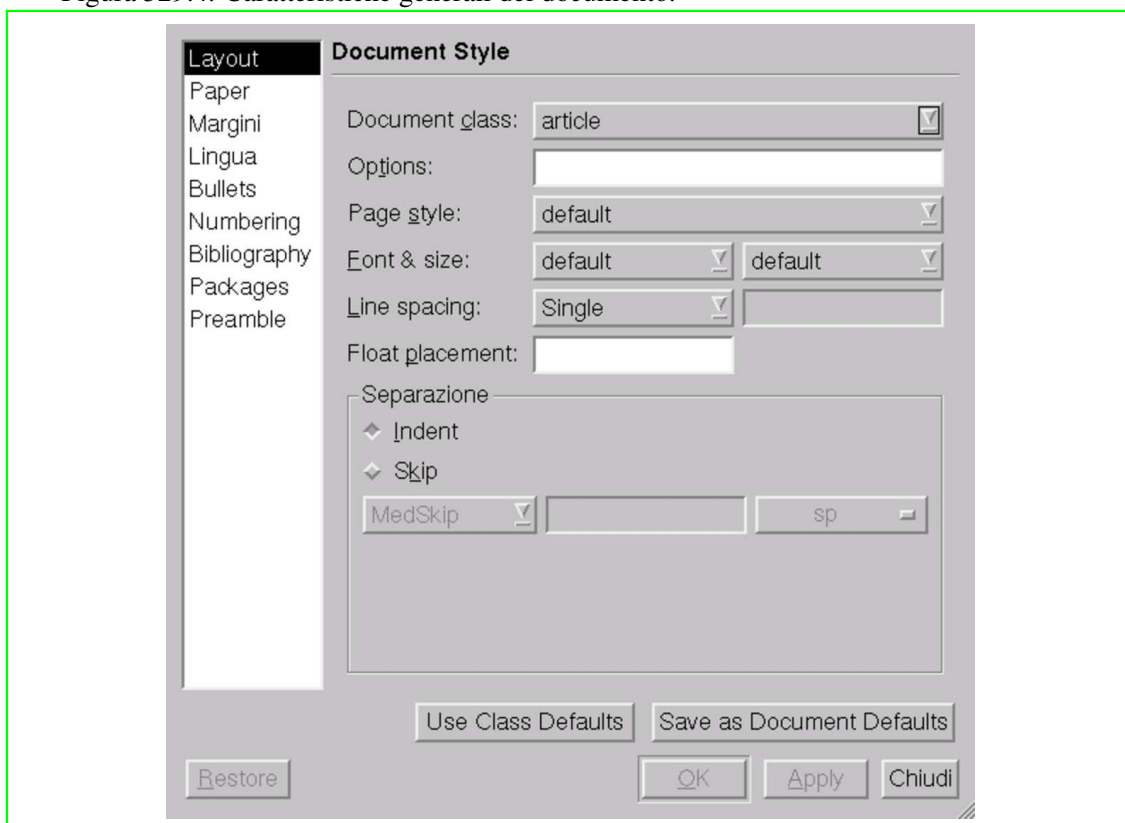 Layout
Paper
Margini
Lingua
Bullets
Numbering
Bibliography
Packages
Preamble
Document Style
Document class: article
Options:
Page style: default
Font & size: default default
Line spacing: Single
Float placement:
Separazione
Indent
Skip
MedSkip sp
Use Class Defaults Save as Document Defaults
Restore OK Apply Chiudi